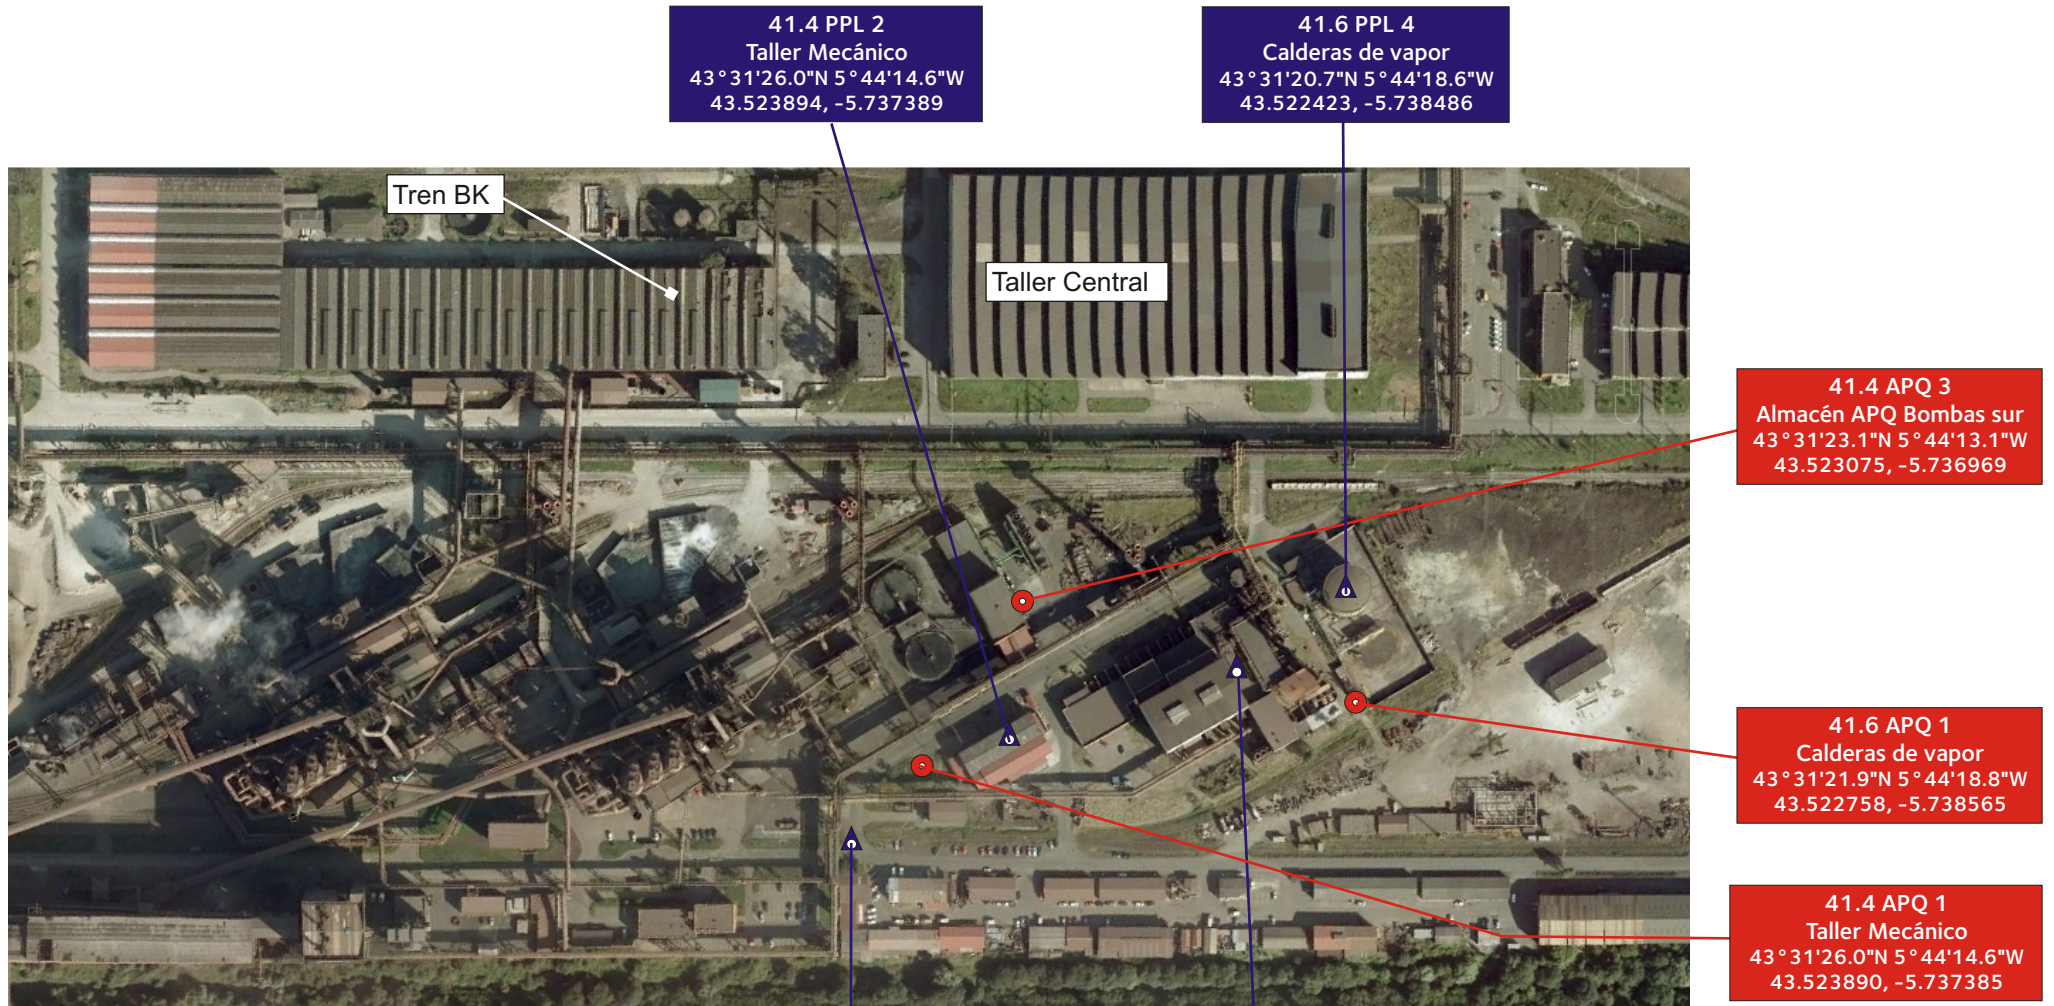 41.4 PPL 2
Taller Mecánico
43°31'26.0"N 5°44'14.6"W
43.523894, -5.737389
41.6 PPL 4
Calderas de vapor
43°31'20.7"N 5°44'18.6"W
43.522423, -5.738486
Tren BK
Taller Central
41.4 APQ 3
Almacén APQ Bombas sur
43°31'23.1"N 5°44'13.1"W
43.523075, -5.736969
41.6 APQ 1
Calderas de vapor
43°31'21.9"N 5°44'18.8"W
43.522758, -5.738565
41.4 APQ 1
Taller Mecánico
43°31'26.0"N 5°44'14.6"W
43.523890, -5.737385